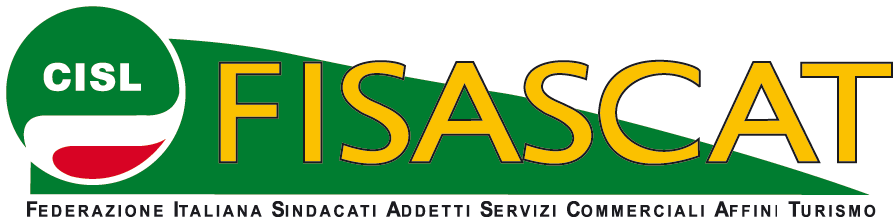 CISL
FISASCAT
FEDERAZIONE ITALIANA SINDACATI ADDETTI SERVIZI COMMERCIALI AFFINI TURISMO